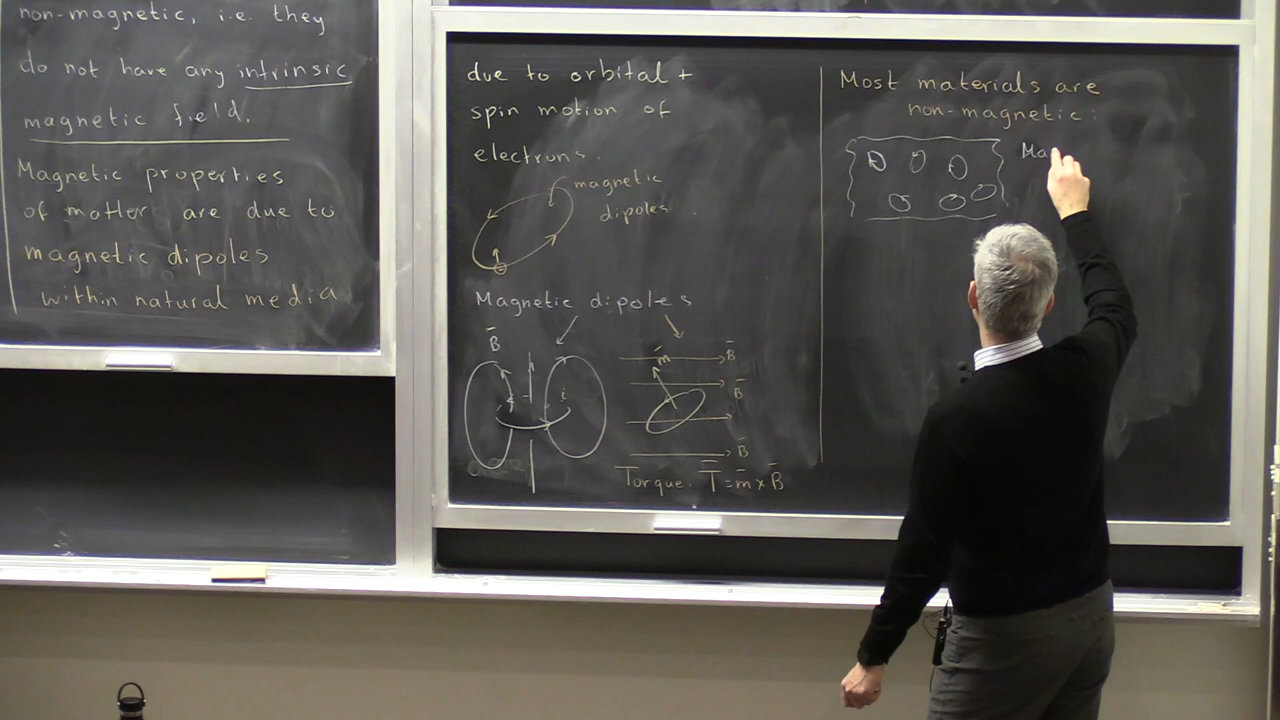 non-magnetic, i.e. they
do not have any intrinsic
magnetic field.
Magnetic properties
of matter are due to
magnetic dipoles
within natural media
due to orbital +
spin motion of
electrons.
magnetic
dipoles.
Magnetic dipoles
B̄
i
m̄
B̄
B̄
B̄
Torque. T̄ = m̄ × B̄
Most materials are
non-magnetic:
Ma